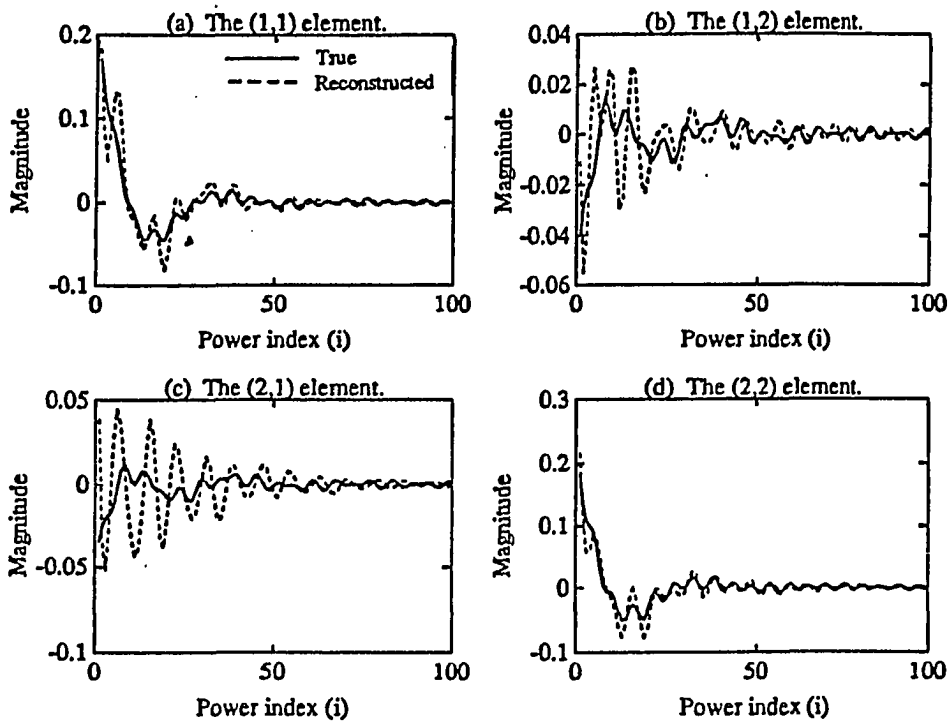 (a) The (1,1) element.
0.2
0.1
0
-0.1
Magnitude
True
Reconstructed
0 50 100
Power index (i)
(b) The (1,2) element.
0.04
0.02
0
-0.02
-0.04
-0.06
Magnitude
0 50 100
Power index (i)
(c) The (2,1) element.
0.05
0
-0.05
-0.1
Magnitude
0 50 100
Power index (i)
(d) The (2,2) element.
0.3
0.2
0.1
0
-0.1
Magnitude
0 50 100
Power index (i)